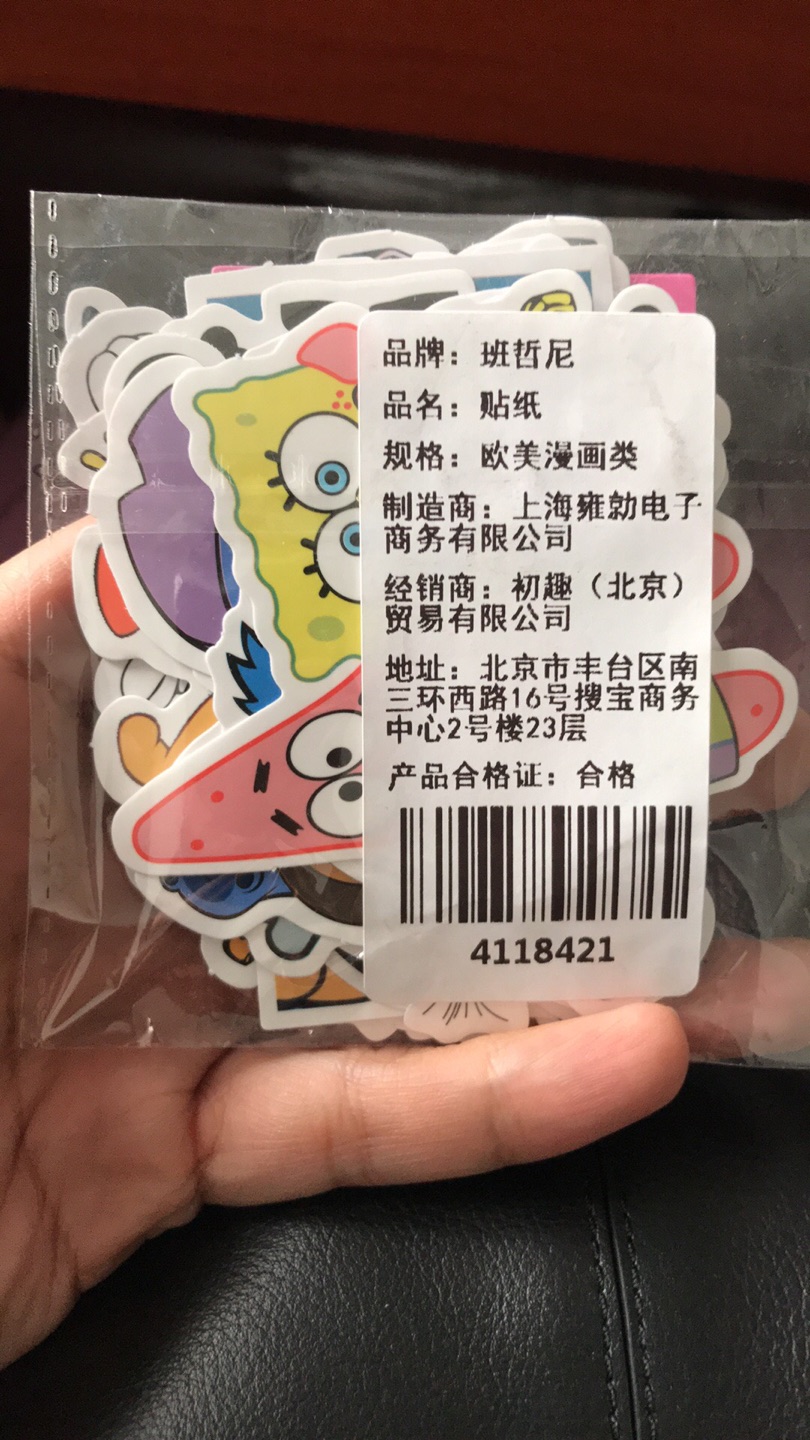 品牌：班哲尼
品名：贴纸
规格：欧美漫画类
制造商：上海雍勍电子
商务有限公司
经销商：初趣（北京）
贸易有限公司
地址：北京市丰台区南
三环西路16号搜宝商务
中心2号楼23层
产品合格证：合格
4118421